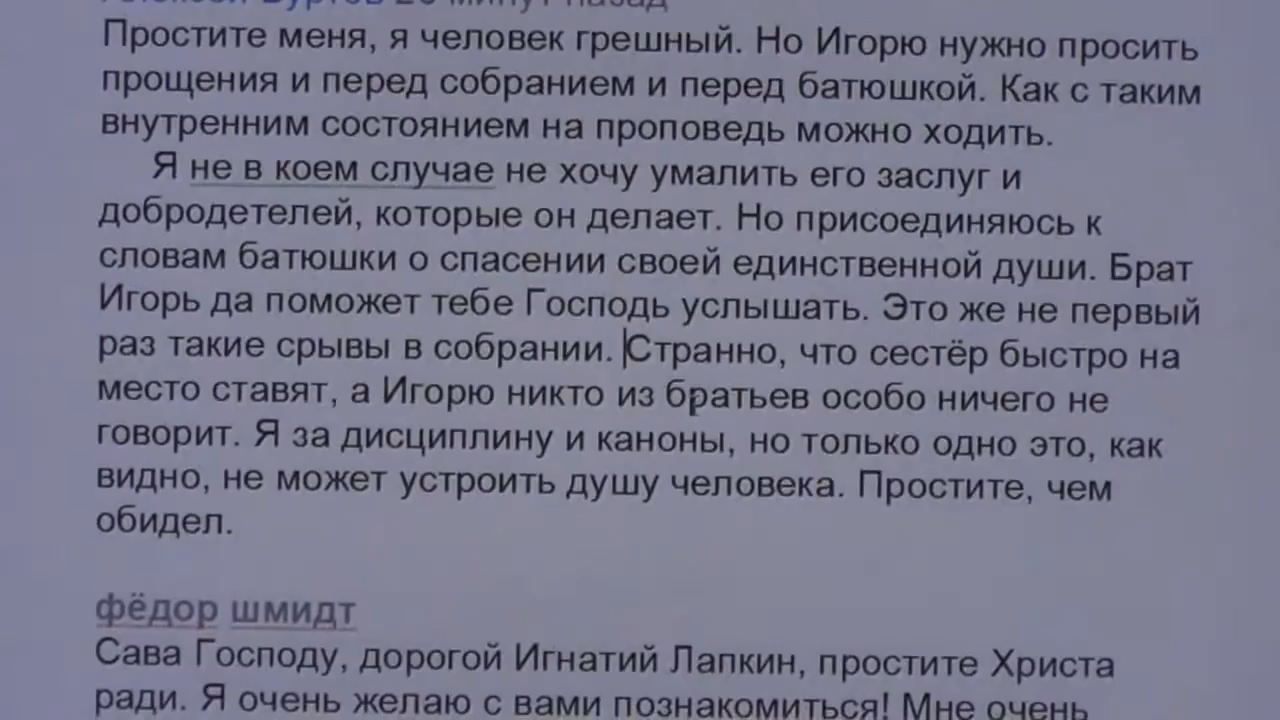 Простите меня, я человек грешный. Но Игорю нужно просить
прощения и перед собранием и перед батюшкой. Как с таким
внутренним состоянием на проповедь можно ходить.
Я не в коем случае не хочу умалить его заслуг и
добродетелей, которые он делает. Но присоединяюсь к
словам батюшки о спасении своей единственной души. Брат
Игорь да поможет тебе Господь услышать. Это же не первый
раз такие срывы в собрании. Странно, что сестёр быстро на
место ставят, а Игорю никто из братьев особо ничего не
говорит. Я за дисциплину и каноны, но только одно это, как
видно, не может устроить душу человека. Простите, чем
обидел.
фёдор шмидт
Сава Господу, дорогой Игнатий Лапкин, простите Христа
ради. Я очень желаю с вами познакомиться! Мне очень